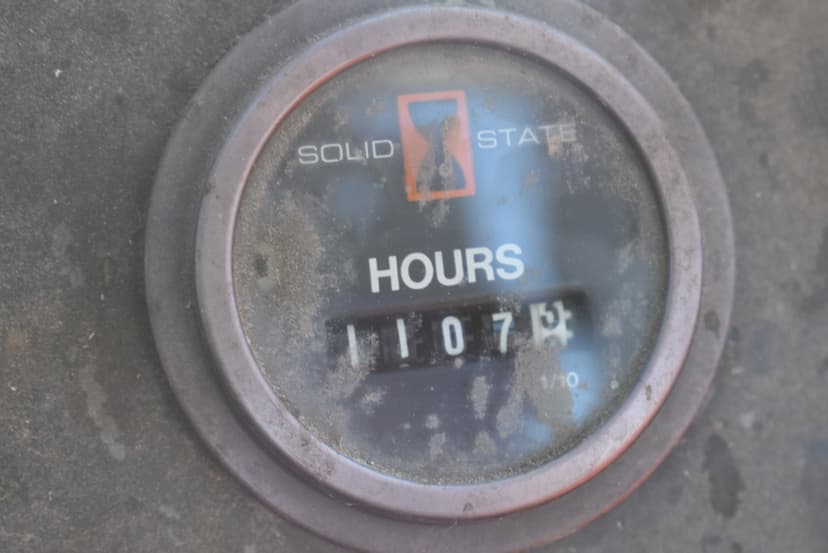 SOLID STATE
HOURS
1107
1/10